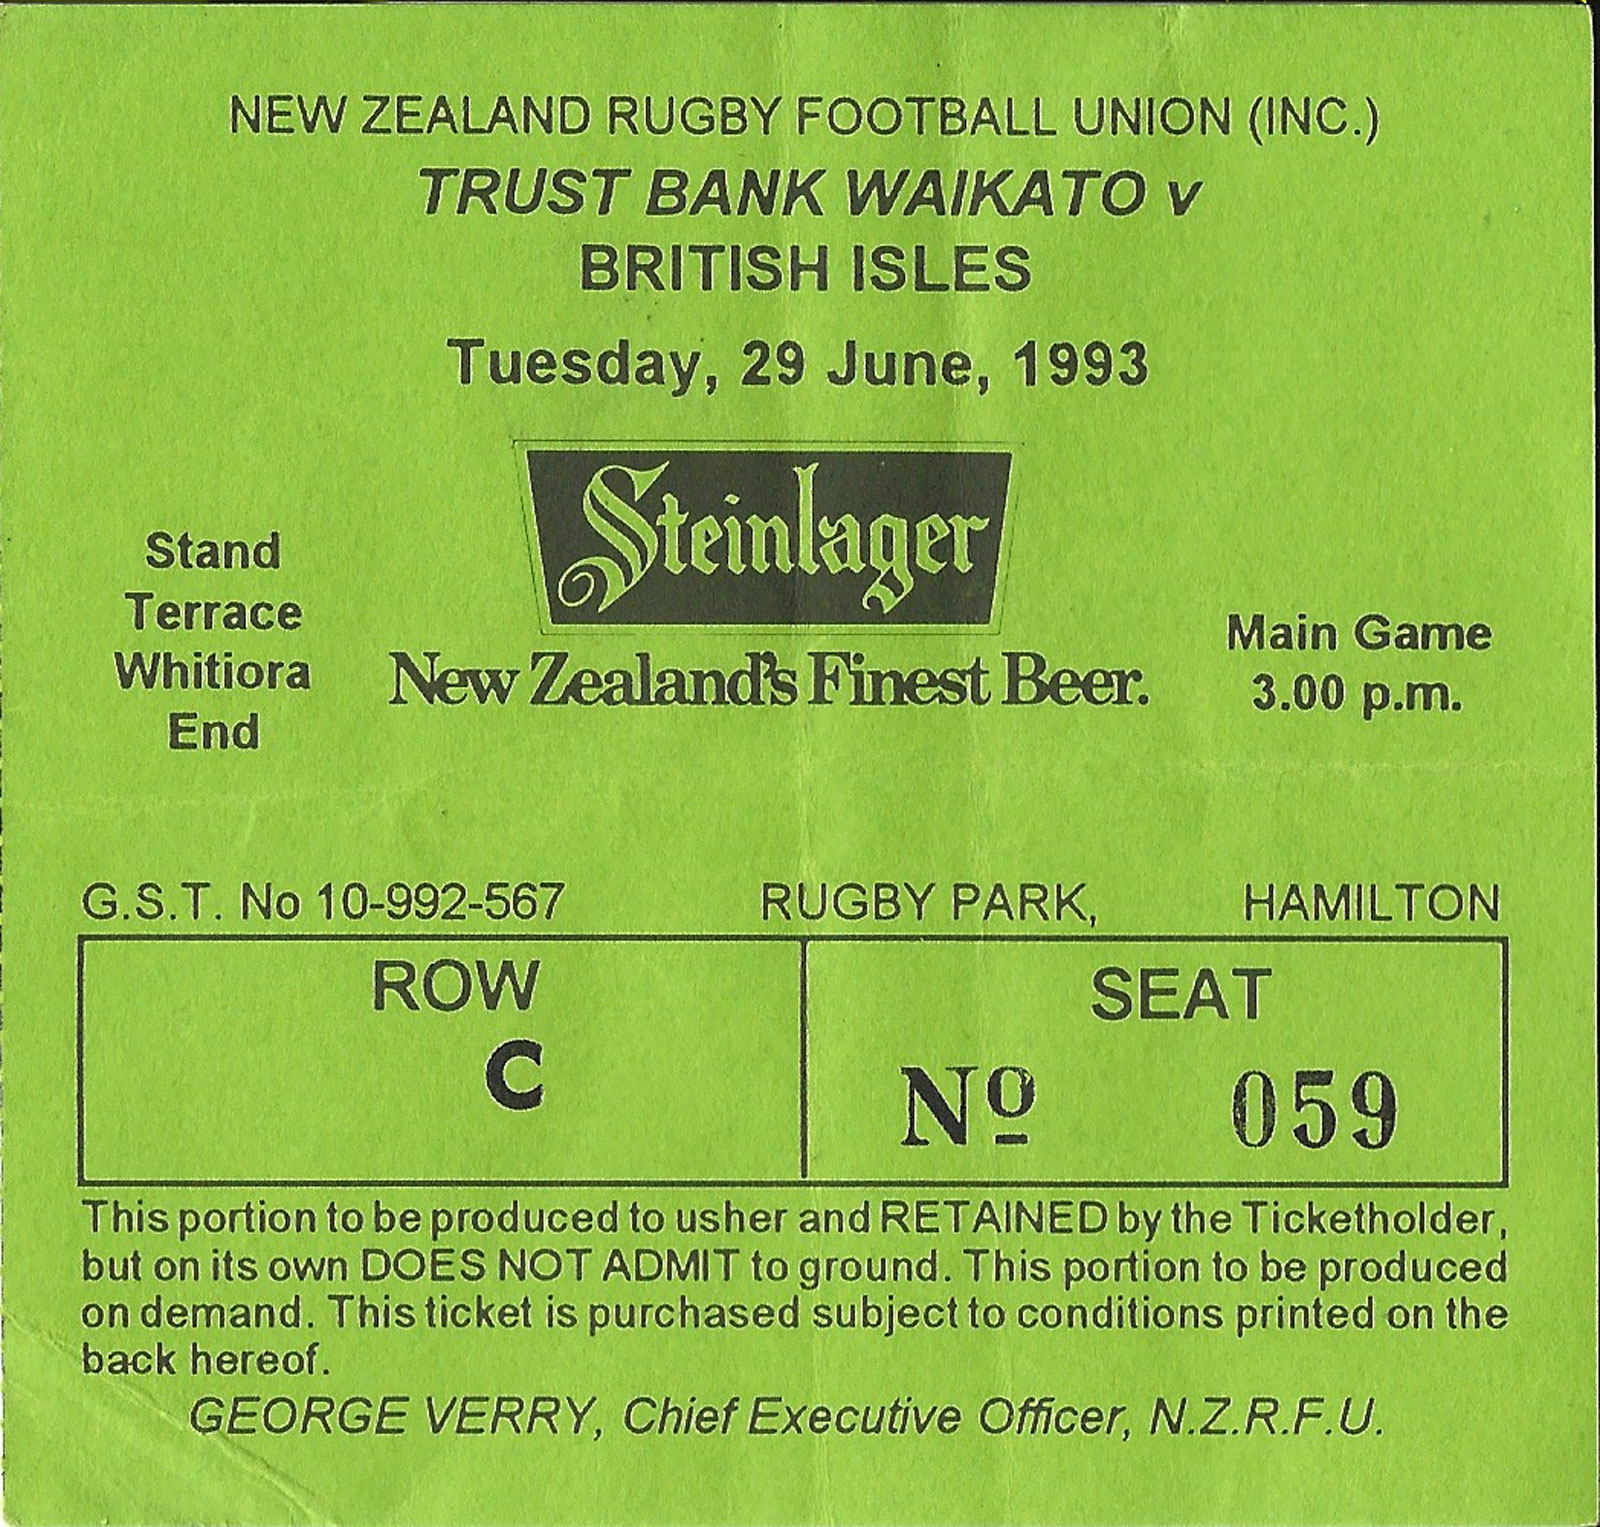 NEW ZEALAND RUGBY FOOTBALL UNION (INC.)
TRUST BANK WAIKATO v
BRITISH ISLES
Tuesday, 29 June, 1993
Steinlager
New Zealand's Finest Beer.
Stand
Terrace
Whitiora
End
Main Game
3.00 p.m.
G.S.T. No 10-992-567 RUGBY PARK, HAMILTON
ROW
C
SEAT
Nº 059
This portion to be produced to usher and RETAINED by the Ticketholder,
but on its own DOES NOT ADMIT to ground. This portion to be produced
on demand. This ticket is purchased subject to conditions printed on the
back hereof.
GEORGE VERRY, Chief Executive Officer, N.Z.R.F.U.